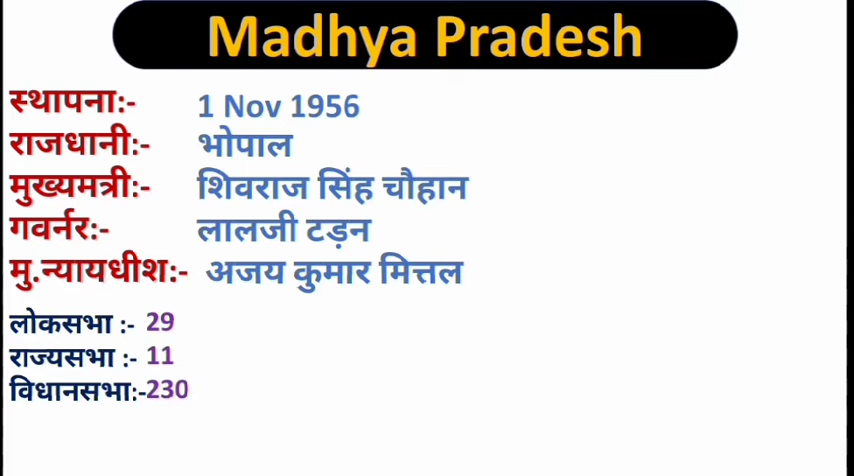 Madhya Pradesh
स्थापना:- 1 Nov 1956
राजधानी:- भोपाल
मुख्यमत्री:- शिवराज सिंह चौहान
गवर्नर:- लालजी टड़न
मु.न्यायधीश:- अजय कुमार मित्तल
लोकसभा :- 29
राज्यसभा :- 11
विधानसभा:-230